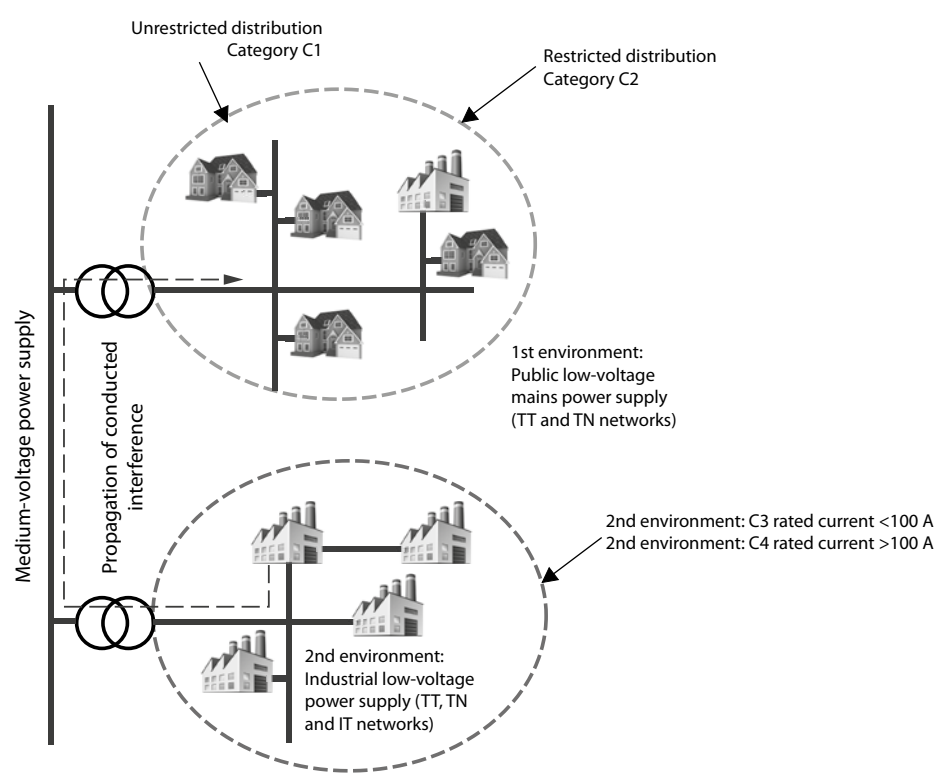 Unrestricted distribution
Category C1
Restricted distribution
Category C2
Medium-voltage power supply
Propagation of conducted
interference
1st environment:
Public low-voltage
mains power supply
(TT and TN networks)
2nd environment: C3 rated current <100 A
2nd environment: C4 rated current >100 A
2nd environment:
Industrial low-voltage
power supply (TT, TN
and IT networks)